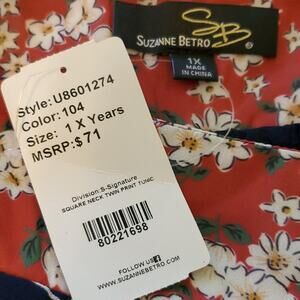 SB
SUZANNE BETRO
1X
MADE
IN CHINA
Style: U8601274
Color: 104
Size: 1 X Years
MSRP:$ 71
Division:S-Signature
SQUARE NECK TWIN PRINT TUNIC
80221698
FOLLOW US
SUZANNEBETRO.COM